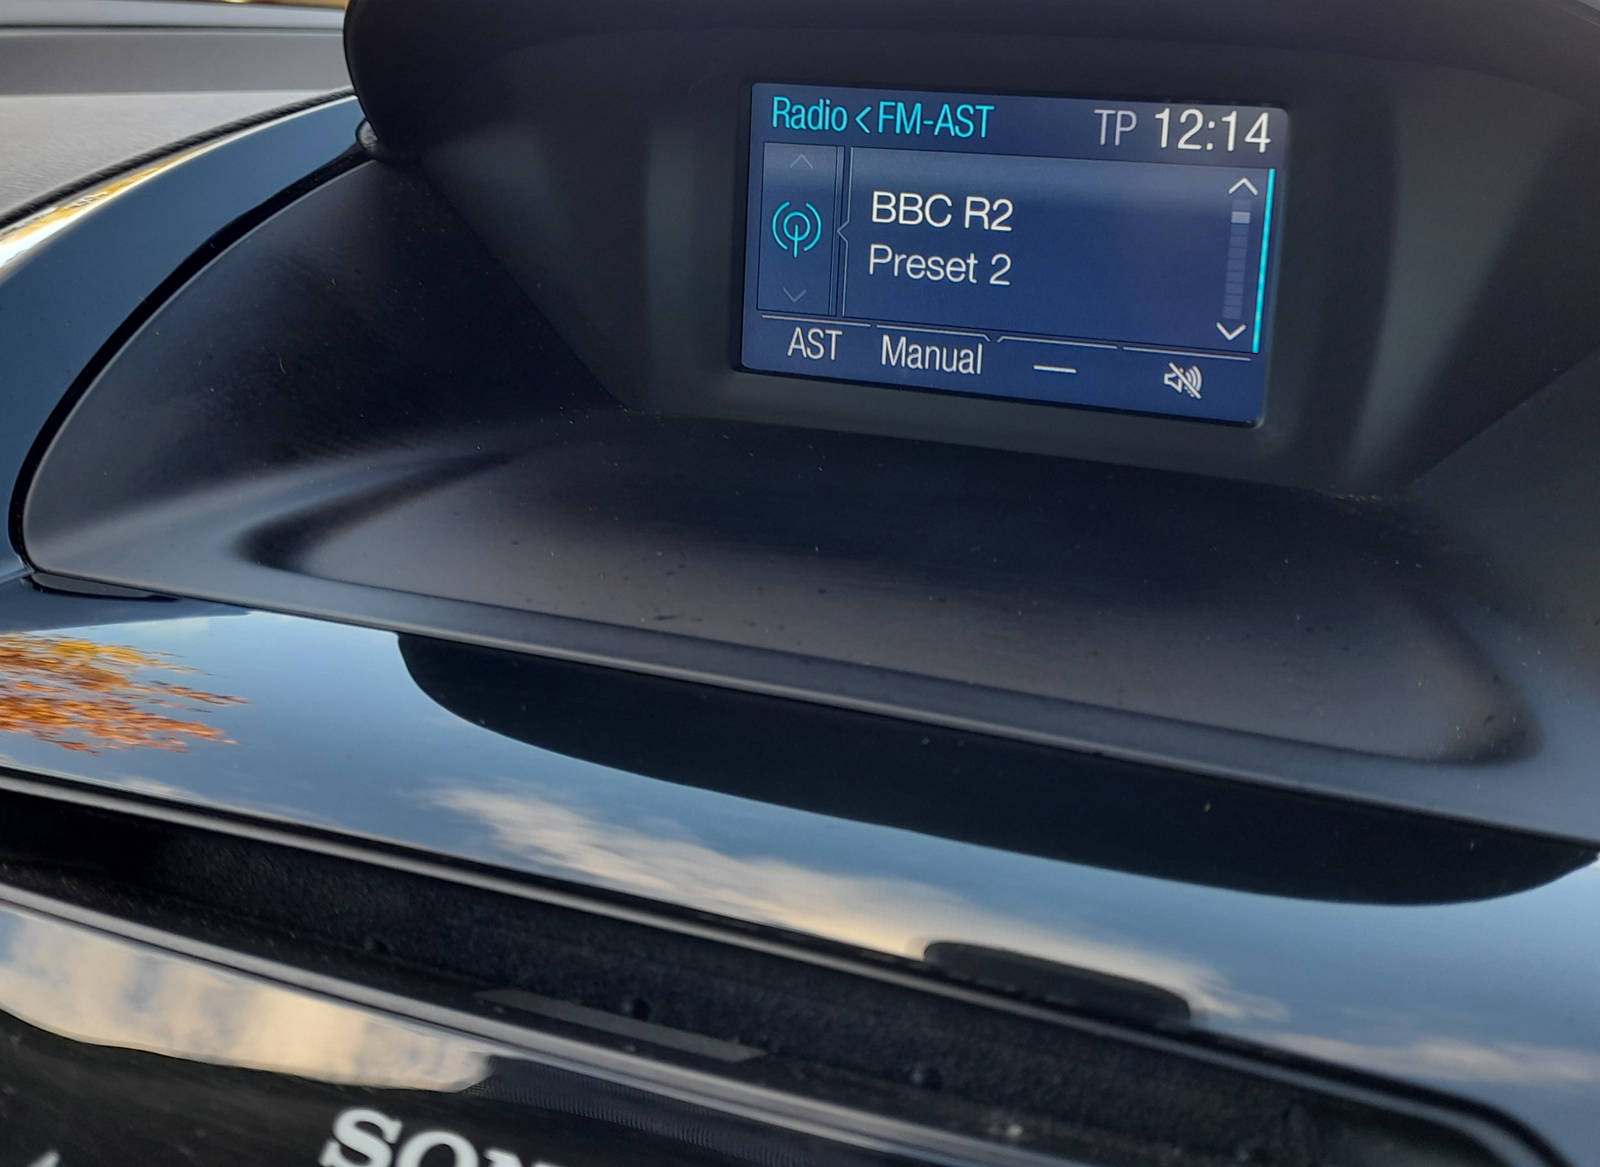 Radio < FM-AST TP 12:14
BBC R2
Preset 2
AST Manual —